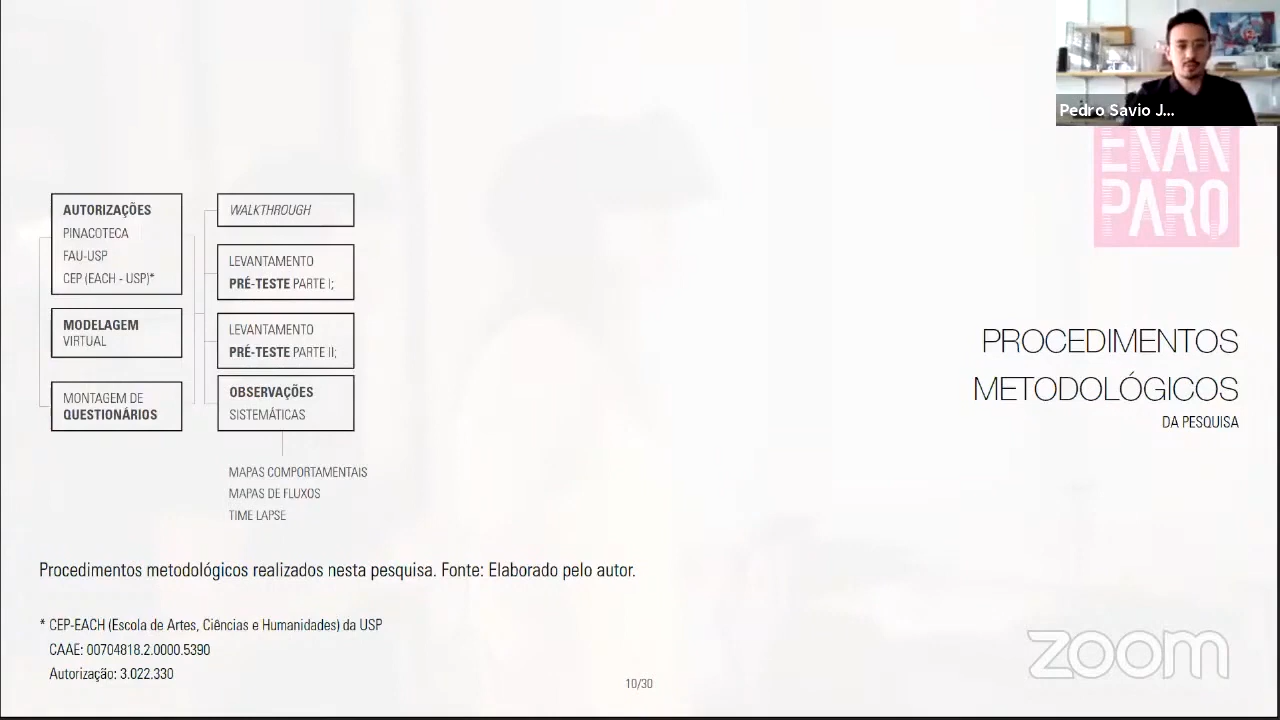 Pedro Savio J...
ENAN
PARQ
AUTORIZAÇÕES
PINACOTECA
FAU-USP
CEP (EACH - USP)*
MODELAGEM
VIRTUAL
MONTAGEM DE
QUESTIONÁRIOS
WALKTHROUGH
LEVANTAMENTO
PRÉ-TESTE PARTE I;
LEVANTAMENTO
PRÉ-TESTE PARTE II;
OBSERVAÇÕES
SISTEMÁTICAS
MAPAS COMPORTAMENTAIS
MAPAS DE FLUXOS
TIME LAPSE
PROCEDIMENTOS
METODOLÓGICOS
DA PESQUISA
Procedimentos metodológicos realizados nesta pesquisa. Fonte: Elaborado pelo autor.
* CEP-EACH (Escola de Artes, Ciências e Humanidades) da USP
CAAE: 00704818.2.0000.5390
Autorização: 3.022.330
10/30
zoom